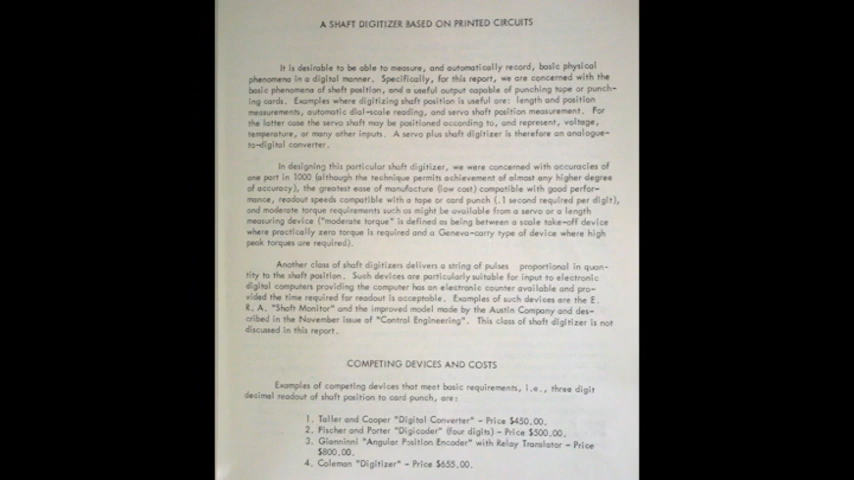 A SHAFT DIGITIZER BASED ON PRINTED CIRCUITS
It is desirable to be able to measure, and automatically record, basic physical
phenomena in a digital manner. Specifically, for this report, we are concerned with the
basic phenomena of shaft position, and a useful output capable of punching tape or punch-
ing cards. Examples where digitizing shaft position is useful are: length and position
measurements, automatic dial-scale reading, and servo shaft position measurement. For
the latter case the servo shaft may be positioned according to, and represent, voltage,
temperature, or many other inputs. A servo plus shaft digitizer is therefore an analogue-
to-digital converter.
In designing this particular shaft digitizer, we were concerned with accuracies of
one part in 1000 (although the technique permits achievement of almost any higher degree
of accuracy), the greatest ease of manufacture (low cost) compatible with good perfor-
mance, readout speeds compatible with a tape or card punch (.1 second required per digit),
and moderate torque requirements such as might be available from a servo or a length
measuring device ("moderate torque" is defined as being between a scale take-off device
where practically zero torque is required and a Geneva-carry type of device where high
peak torques are required).
Another class of shaft digitizers delivers a string of pulses proportional in quan-
tity to the shaft position. Such devices are particularly suitable for input to electronic
digital computers providing the computer has an electronic counter available and pro-
vided the time required for readout is acceptable. Examples of such devices are the E.
R. A. "Shaft Monitor" and the improved model made by the Austin Company and des-
cribed in the November issue of "Control Engineering". This class of shaft digitizer is not
discussed in this report.
COMPETING DEVICES AND COSTS
Examples of competing devices that meet basic requirements, i.e., three digit
decimal readout of shaft position to card punch, are:
1. Taller and Cooper "Digital Converter" - Price $450.00.
2. Fischer and Porter "Digicoder" (four digits) - Price $500.00.
3. Gianninni "Angular Position Encoder" with Relay Translator - Price
$800.00.
4. Coleman "Digitizer" - Price $655.00.